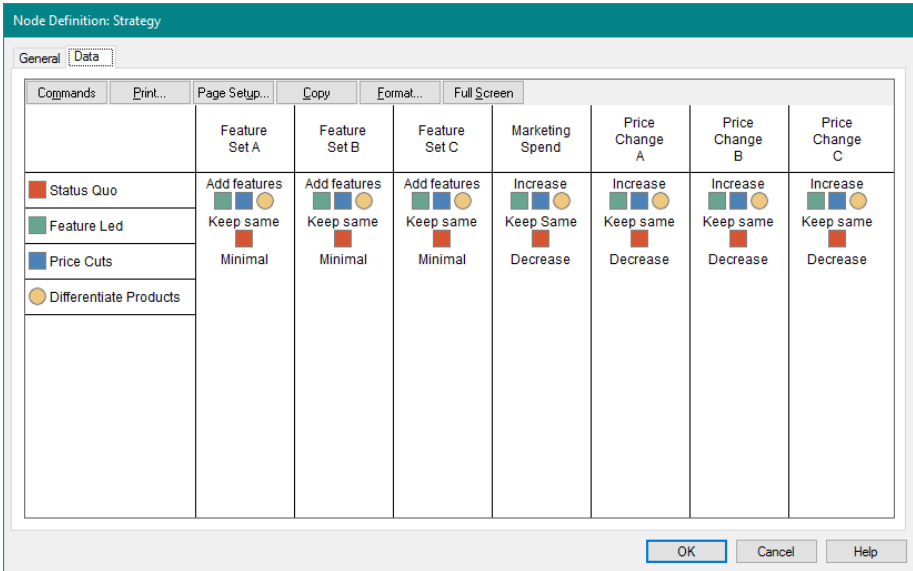 Node Definition: Strategy
General Data
Commands Print... Page Setup... Copy Format... Full Screen
Feature Set A
Feature Set B
Feature Set C
Marketing Spend
Price Change A
Price Change B
Price Change C
Status Quo
Feature Led
Price Cuts
Differentiate Products
Add features Add features Add features Increase Increase Increase Increase
Keep same Keep same Keep same Keep Same Keep same Keep same Keep same
Minimal Minimal Minimal Decrease Decrease Decrease Decrease
OK Cancel Help